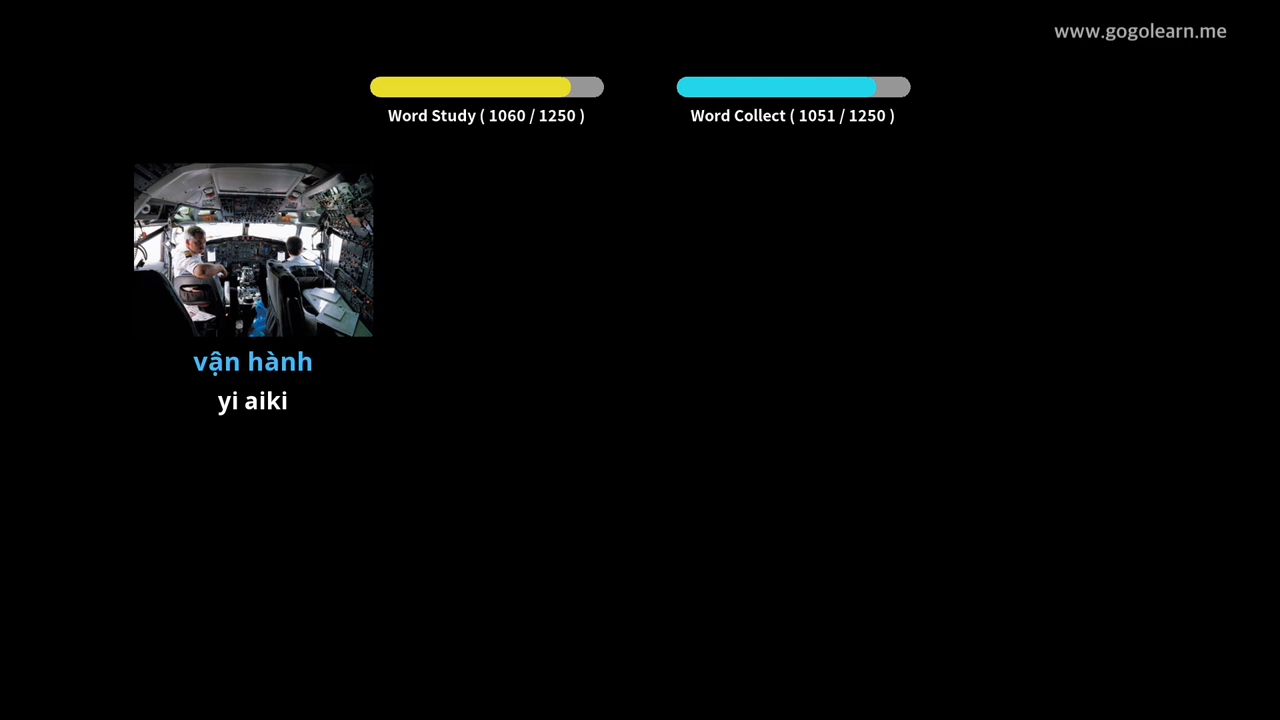 www.gogolearn.me
Word Study ( 1060 / 1250 )
Word Collect ( 1051 / 1250 )
vận hành
yi aiki